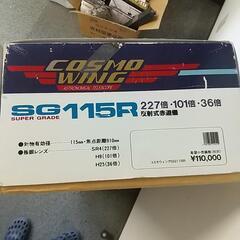 COSMO
WING
ASTRONOMICAL TELESCOPE
SG115R
SUPER GRADE
227倍・101倍・36倍
反射式赤道儀
●対物有効径 115mm・焦点距離910mm
●接眼レンズ SR4(227倍)
H9(101倍)
H25(36倍)
¥110,000